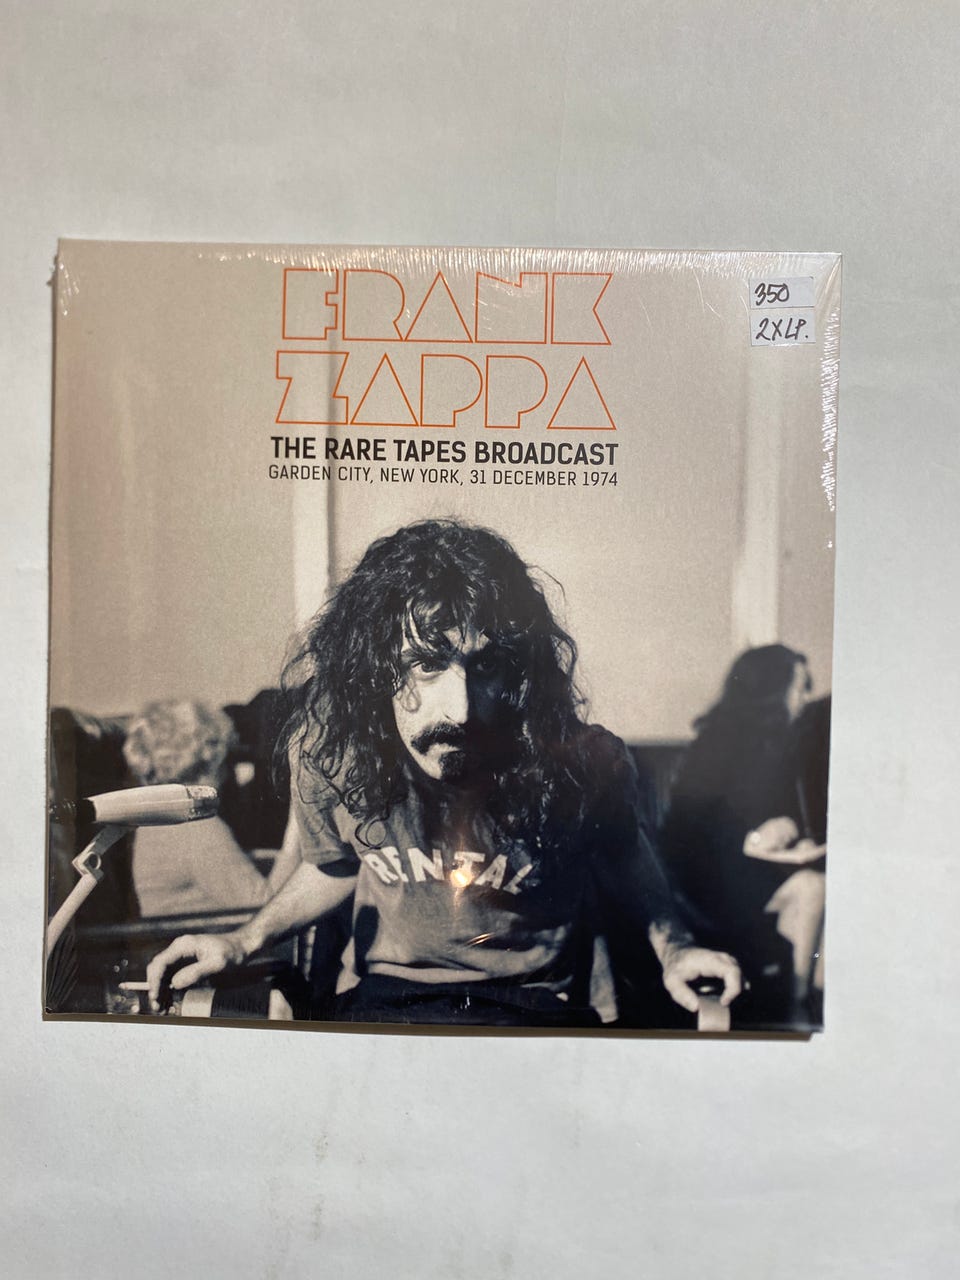 FRANK
ZAPPA
350
2XLP.
THE RARE TAPES BROADCAST
GARDEN CITY, NEW YORK, 31 DECEMBER 1974
RENTAL